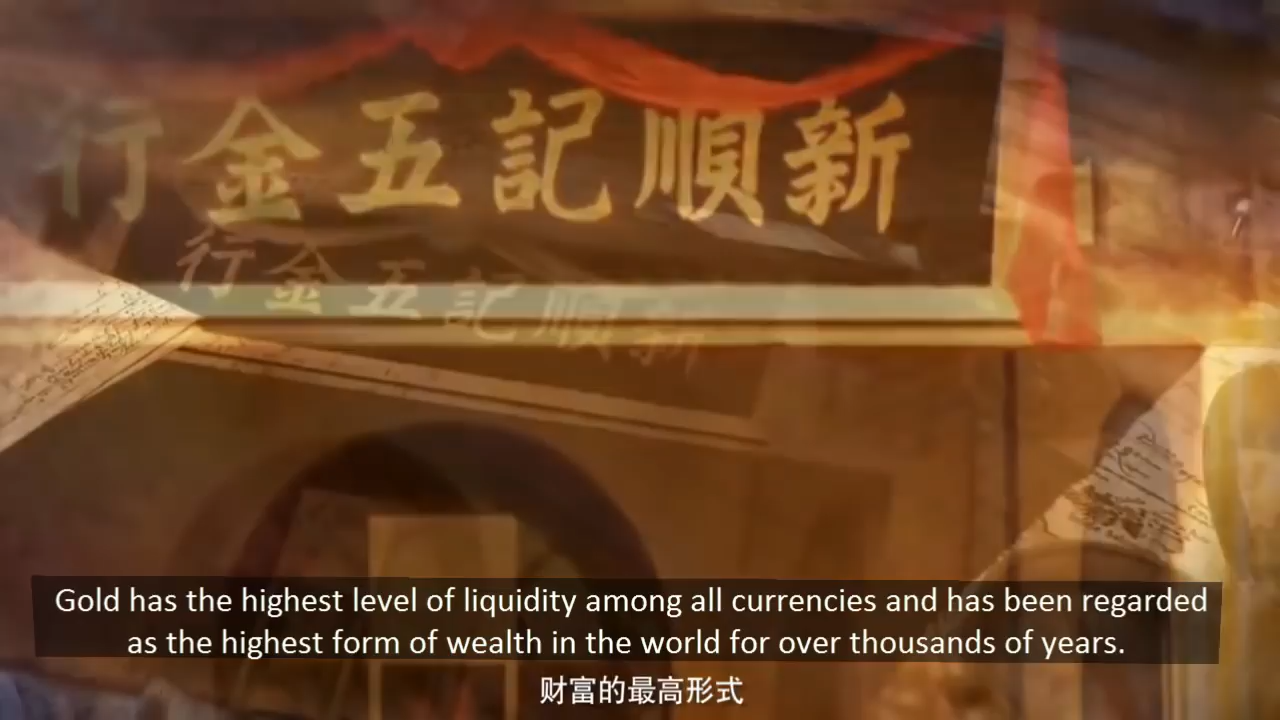 新順記五金行
新順記五金行
Gold has the highest level of liquidity among all currencies and has been regarded
as the highest form of wealth in the world for over thousands of years.
财富的最高形式